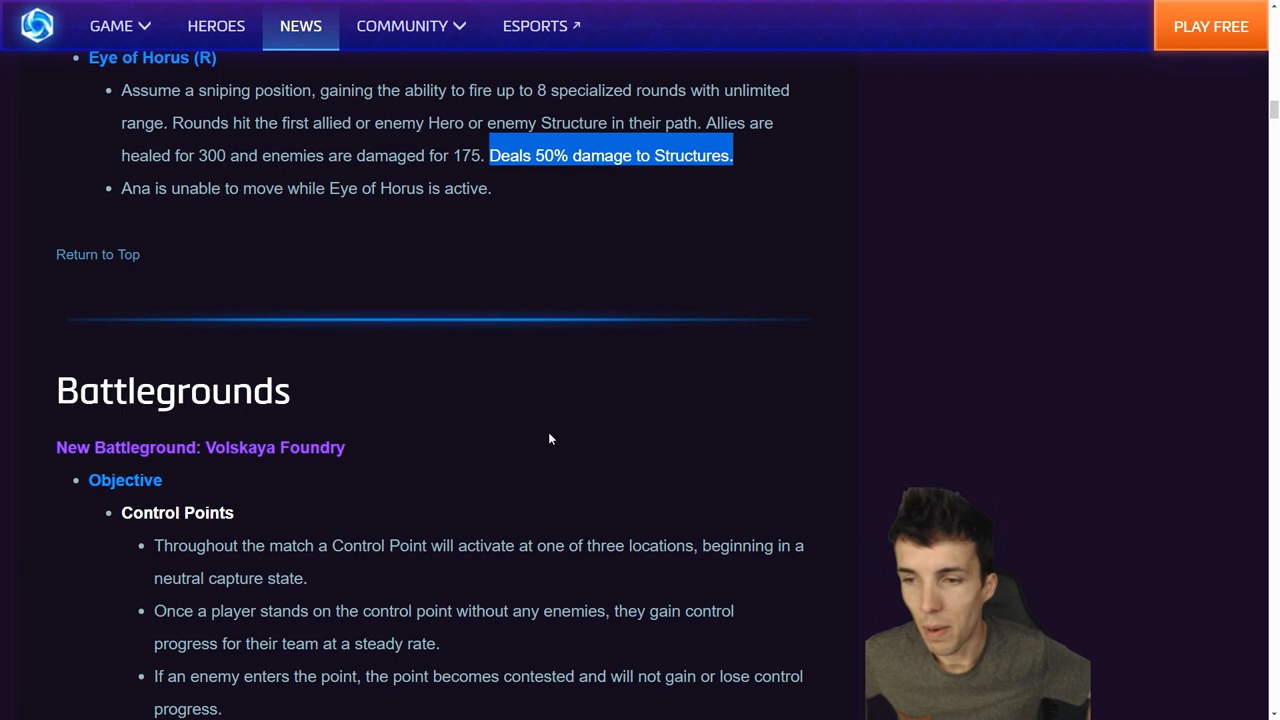 GAME HEROES NEWS COMMUNITY ESPORTS PLAY FREE
Eye of Horus (R)
Assume a sniping position, gaining the ability to fire up to 8 specialized rounds with unlimited
range. Rounds hit the first allied or enemy Hero or enemy Structure in their path. Allies are
healed for 300 and enemies are damaged for 175. Deals 50% damage to Structures.
Ana is unable to move while Eye of Horus is active.
Return to Top
Battlegrounds
New Battleground: Volskaya Foundry
Objective
Control Points
Throughout the match a Control Point will activate at one of three locations, beginning in a
neutral capture state.
Once a player stands on the control point without any enemies, they gain control
progress for their team at a steady rate.
If an enemy enters the point, the point becomes contested and will not gain or lose control
progress.